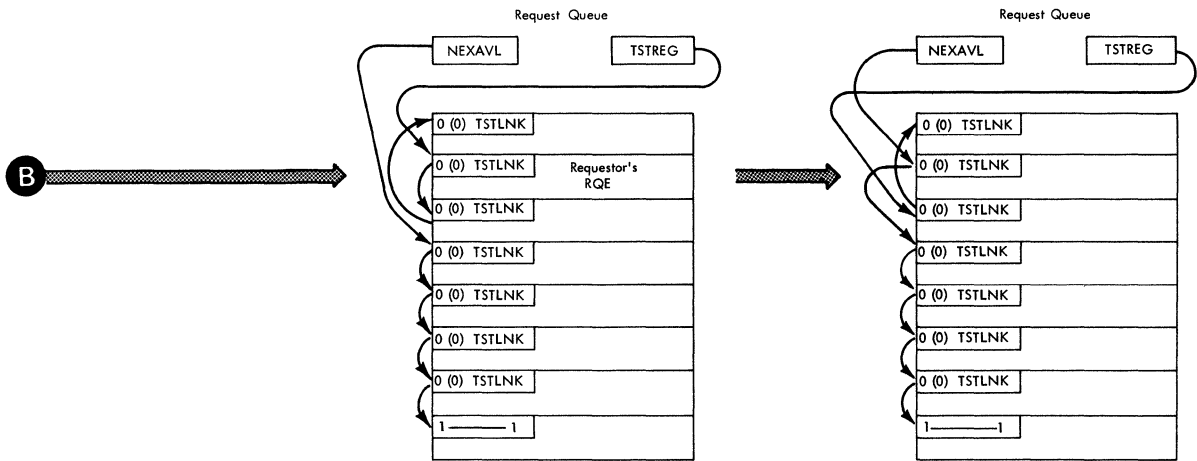 Request Queue
NEXAVL
TSTREG
0 (0) TSTLNK
0 (0) TSTLNK
Requestor's
RQE
0 (0) TSTLNK
0 (0) TSTLNK
0 (0) TSTLNK
0 (0) TSTLNK
0 (0) TSTLNK
1 ——— 1
B
Request Queue
NEXAVL
TSTREG
0 (0) TSTLNK
0 (0) TSTLNK
0 (0) TSTLNK
0 (0) TSTLNK
0 (0) TSTLNK
0 (0) TSTLNK
0 (0) TSTLNK
1 ——— 1